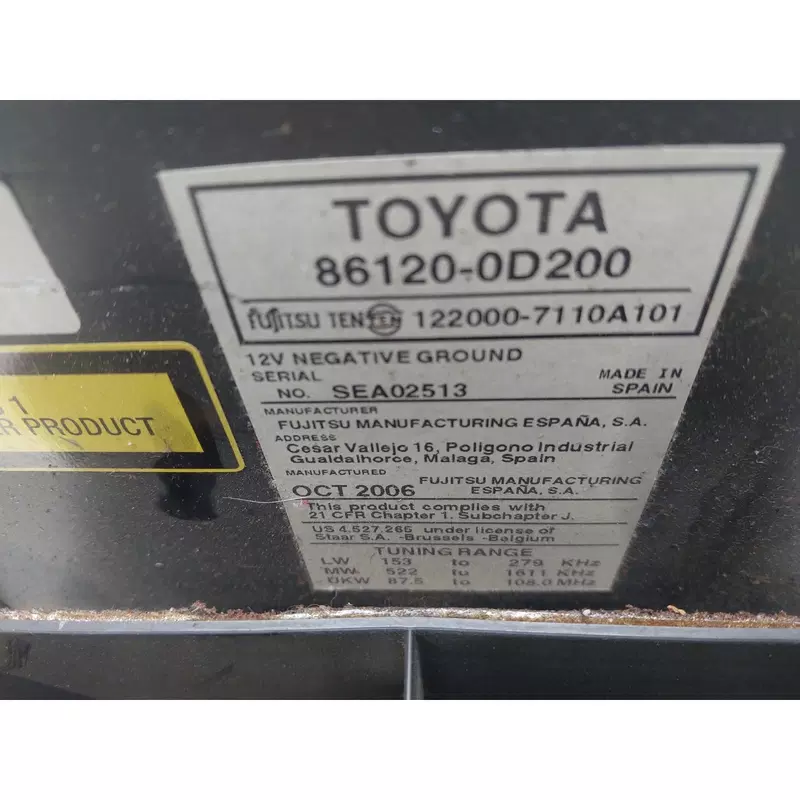 TOYOTA
86120-0D200
FUJITSU TEN TEN 122000-7110A101
12V NEGATIVE GROUND
SERIAL
NO. SEA02513
MADE IN
SPAIN
MANUFACTURER
FUJITSU MANUFACTURING ESPAÑA, S.A.
ADDRESS
Cesar Vallejo 16, Poligono Industrial
Gualdalhorce, Malaga, Spain
MANUFACTURED
OCT 2006
FUJITSU MANUFACTURING
ESPAÑA, S.A.
This product complies with
21 CFR Chapter 1, Subchapter J.
US 4.527.265 under license of
Staar S.A. -Brussels -Belgium
TUNING RANGE
LW 153 to 279 KHz
MW 522 to 1611 KHz
UKW 87.5 to 108.0 MHz
1
PRODUCT